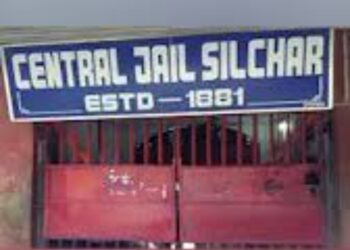 CENTRAL JAIL SILCHAR
ESTD — 1881